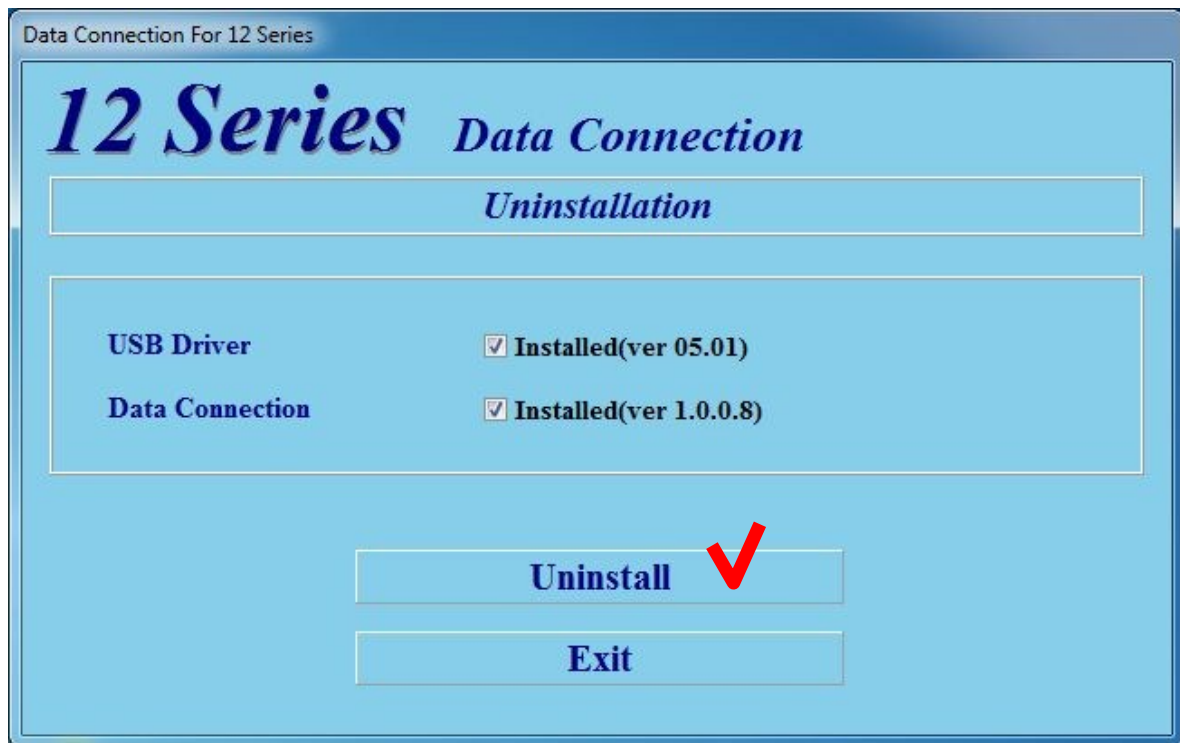 Data Connection For 12 Series
12 Series Data Connection
Uninstallation
USB Driver Installed(ver 05.01)
Data Connection Installed(ver 1.0.0.8)
Uninstall
Exit